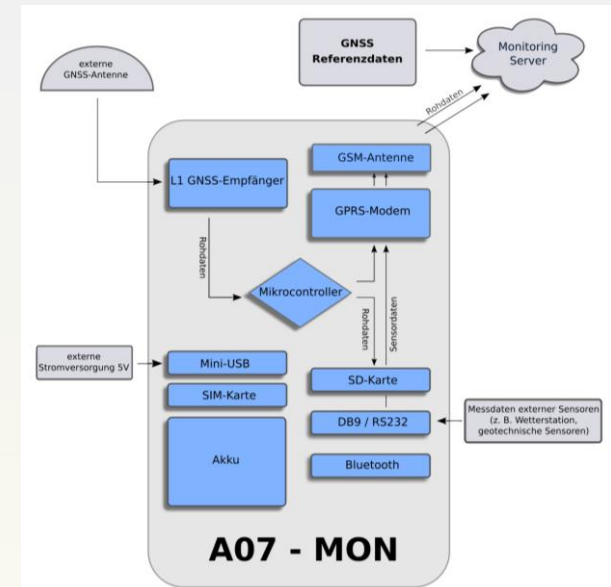 GNSS
Referenzdaten
Monitoring
Server
externe
GNSS-Antenne
Rohdaten
GSM-Antenne
L1 GNSS-Empfänger
GPRS-Modem
Rohdaten
Mikrocontroller
Rohdaten
Sensordaten
externe
Stromversorgung 5V
Mini-USB
SIM-Karte
Akku
SD-Karte
DB9 / RS232
Bluetooth
Messdaten externer Sensoren
(z. B. Wetterstation,
geotechnische Sensoren)
A07 - MON